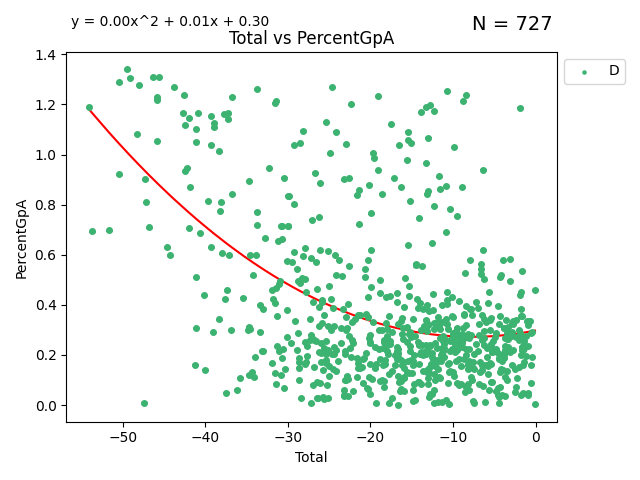 y = 0.00x^2 + 0.01x + 0.30
N = 727
Total vs PercentGpA
D
PercentGpA
1.4
1.2
1.0
0.8
0.6
0.4
0.2
0.0
−50 −40 −30 −20 −10 0
Total